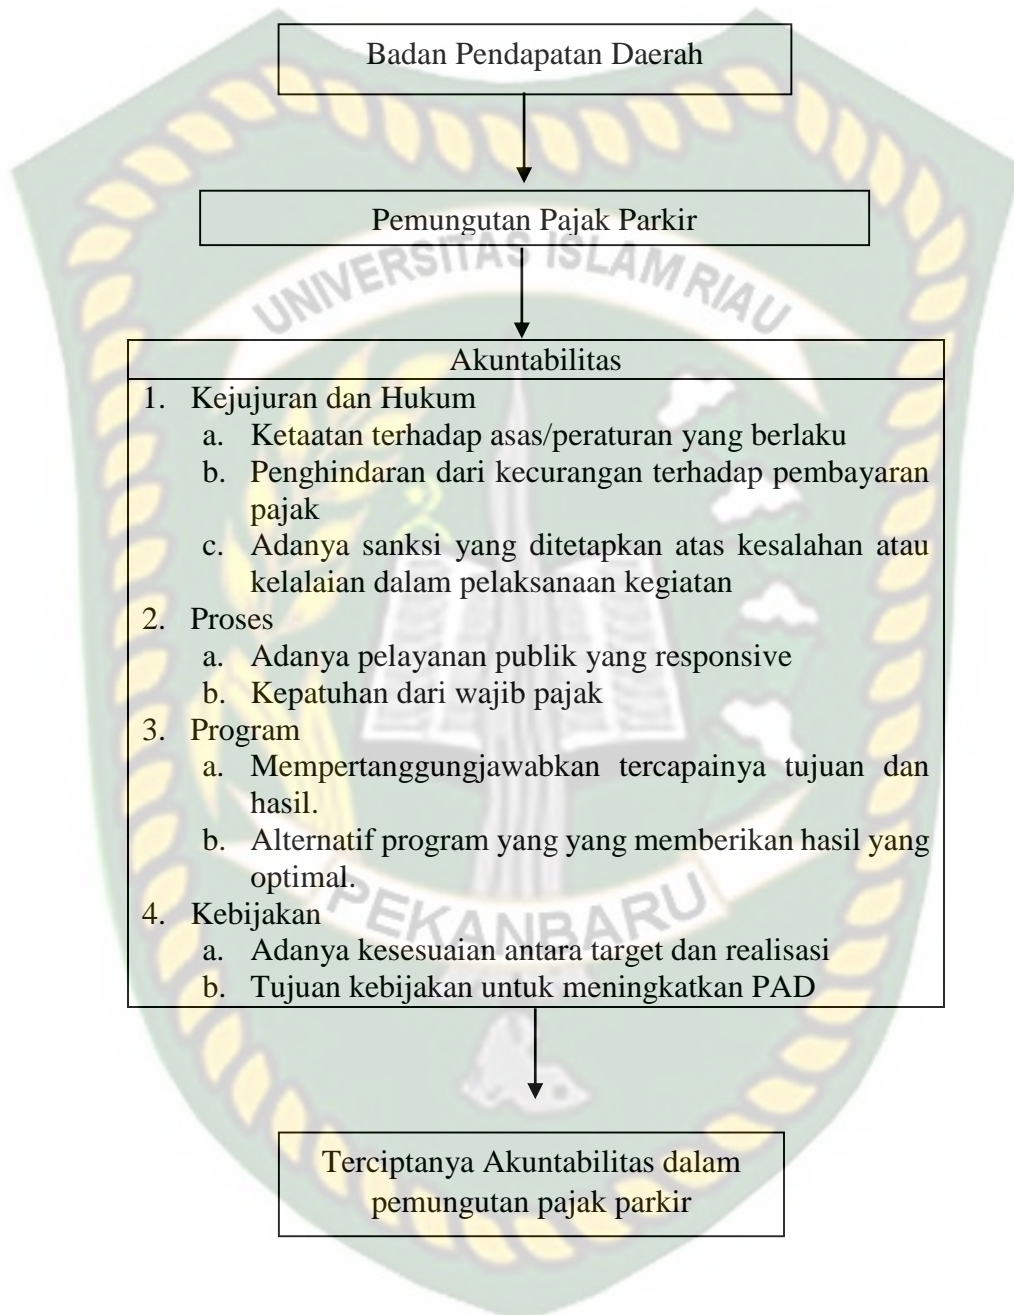 Badan Pendapatan Daerah
Pemungutan Pajak Parkir
UNIVERSITAS ISLAM RIAU
Akuntabilitas
1. Kejujuran dan Hukum
a. Ketaatan terhadap asas/peraturan yang berlaku
b. Penghindaran dari kecurangan terhadap pembayaran
pajak
c. Adanya sanksi yang ditetapkan atas kesalahan atau
kelalaian dalam pelaksanaan kegiatan
2. Proses
a. Adanya pelayanan publik yang responsive
b. Kepatuhan dari wajib pajak
3. Program
a. Mempertanggungjawabkan tercapainya tujuan dan
hasil.
b. Alternatif program yang yang memberikan hasil yang
optimal.
PEKANBARU
4. Kebijakan
a. Adanya kesesuaian antara target dan realisasi
b. Tujuan kebijakan untuk meningkatkan PAD
Terciptanya Akuntabilitas dalam
pemungutan pajak parkir